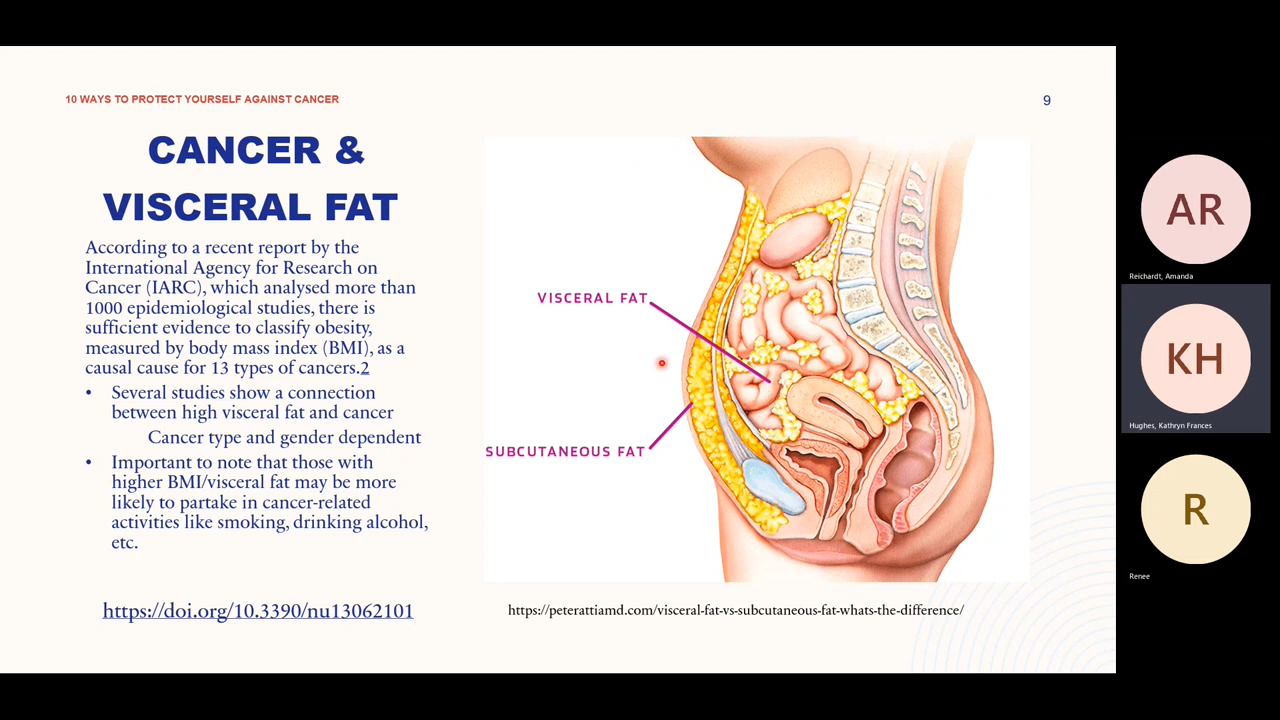 10 WAYS TO PROTECT YOURSELF AGAINST CANCER
9
CANCER &
VISCERAL FAT
According to a recent report by the
International Agency for Research on
Cancer (IARC), which analysed more than
1000 epidemiological studies, there is
sufficient evidence to classify obesity,
measured by body mass index (BMI), as a
causal cause for 13 types of cancers.2
• Several studies show a connection
between high visceral fat and cancer
Cancer type and gender dependent
• Important to note that those with
higher BMI/visceral fat may be more
likely to partake in cancer-related
activities like smoking, drinking alcohol,
etc.
https://doi.org/10.3390/nu13062101
VISCERAL FAT
SUBCUTANEOUS FAT
https://peterattiamd.com/visceral-fat-vs-subcutaneous-fat-whats-the-difference/
AR
Reichardt, Amanda
KH
Hughes, Kathryn Frances
R
Renee